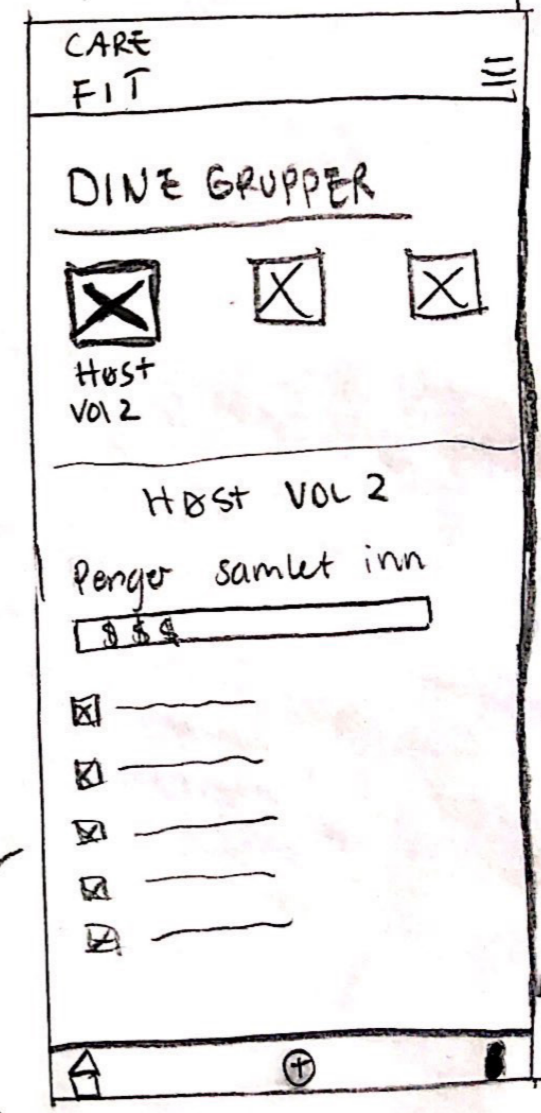 CARE
FIT
DINE GRUPPER
Høst
Vol 2
HØST VOL 2
Penger samlet inn
$ $ $